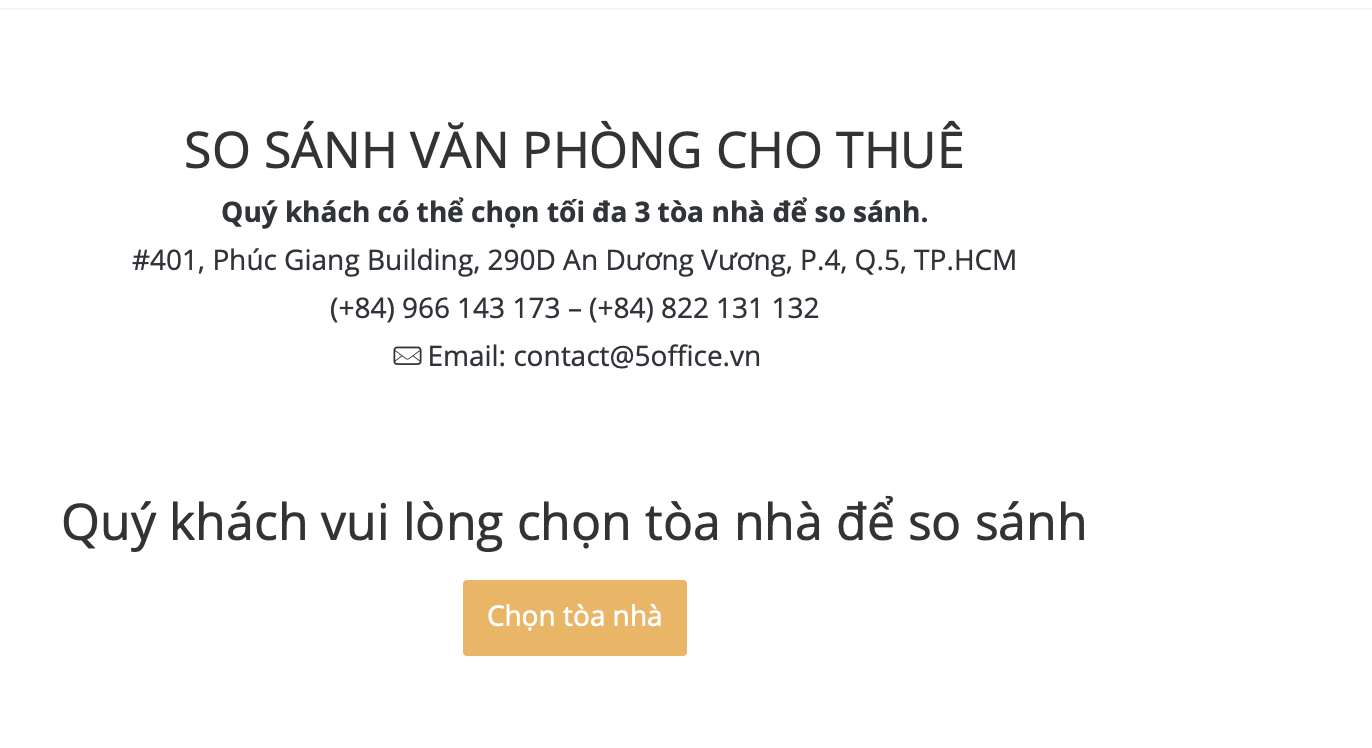 SO SÁNH VĂN PHÒNG CHO THUÊ
Quý khách có thể chọn tối đa 3 tòa nhà để so sánh.
#401, Phúc Giang Building, 290D An Dương Vương, P.4, Q.5, TP.HCM
(+84) 966 143 173 – (+84) 822 131 132
Email: contact@5office.vn
Quý khách vui lòng chọn tòa nhà để so sánh
Chọn tòa nhà